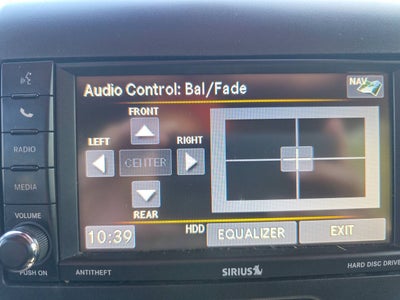 Audio Control: Bal/Fade
NAV
FRONT
LEFT
RIGHT
CENTER
REAR
RADIO
MEDIA
VOLUME
PUSH ON
10:39
HDD
EQUALIZER
EXIT
ANTITHEFT
SIRIUS
HARD DISC DRIVE